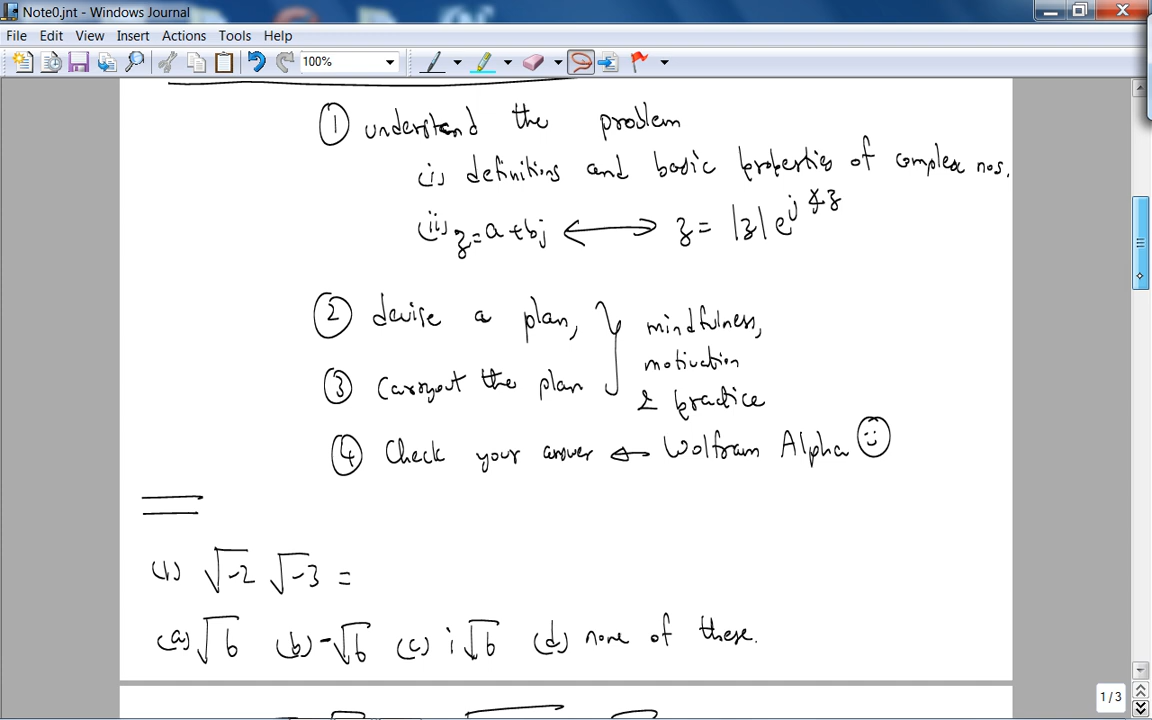 Note0.jnt - Windows Journal
File Edit View Insert Actions Tools Help
100%
① understand the problem
(i) definitions and basic properties of complex nos.
(ii) z = a + bj ⟷ z = |z| e^{j∡z}
② devise a plan, } mindfulness,
motivation
③ Carryout the plan & practice
④ Check your answer ← Wolfram Alpha ☺
(1) √-2 √-3 =
(a) √6 (b) -√6 (c) i√6 (d) none of these.
1 / 3